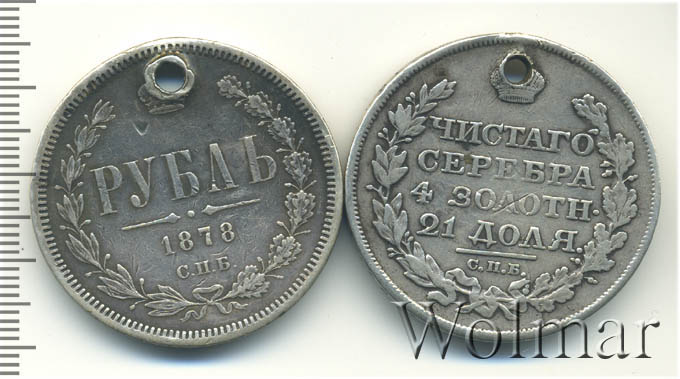 РУБЛЬ
1878
С.П.Б
ЧИСТАГО
СЕРЕБРА
4 ЗОЛОТН.
21 ДОЛЯ.
С.П.Б.
Wolmar